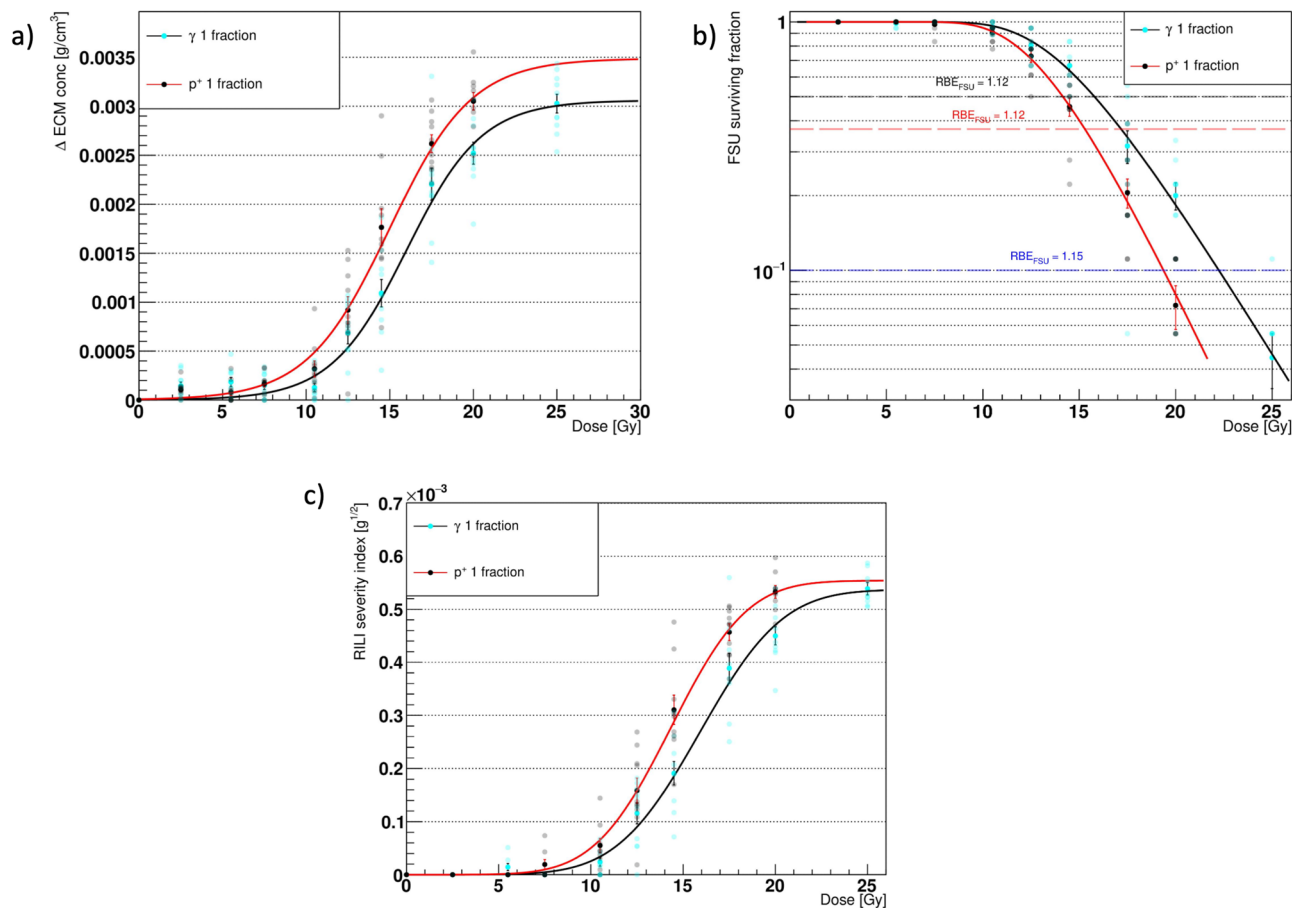 a)
Δ ECM conc [g/cm³]
γ 1 fraction
p⁺ 1 fraction
0.0035
0.003
0.0025
0.002
0.0015
0.001
0.0005
0
0 5 10 15 20 25 30
Dose [Gy]
b)
FSU surviving fraction
γ 1 fraction
p⁺ 1 fraction
1
RBE_FSU = 1.12
RBE_FSU = 1.12
RBE_FSU = 1.15
10⁻¹
0 5 10 15 20 25
Dose [Gy]
c)
×10⁻³
RILI severity index [g^1/2]
γ 1 fraction
p⁺ 1 fraction
0.7
0.6
0.5
0.4
0.3
0.2
0.1
0
0 5 10 15 20 25
Dose [Gy]